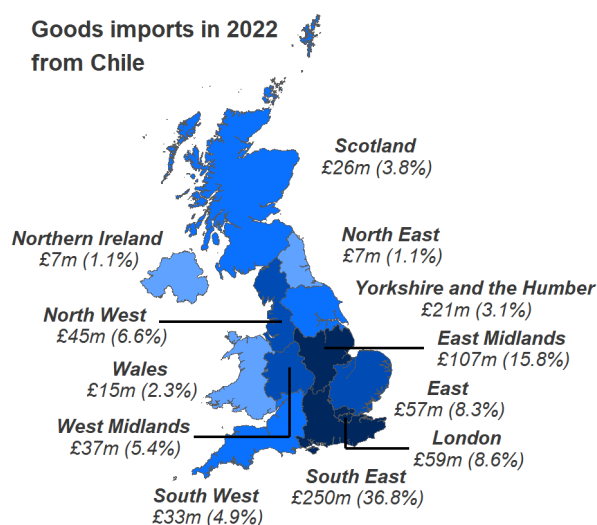 Goods imports in 2022
from Chile
Scotland
£26m (3.8%)
Northern Ireland
£7m (1.1%)
North East
£7m (1.1%)
Yorkshire and the Humber
£21m (3.1%)
North West
£45m (6.6%)
East Midlands
£107m (15.8%)
Wales
£15m (2.3%)
East
£57m (8.3%)
West Midlands
£37m (5.4%)
London
£59m (8.6%)
South East
£250m (36.8%)
South West
£33m (4.9%)